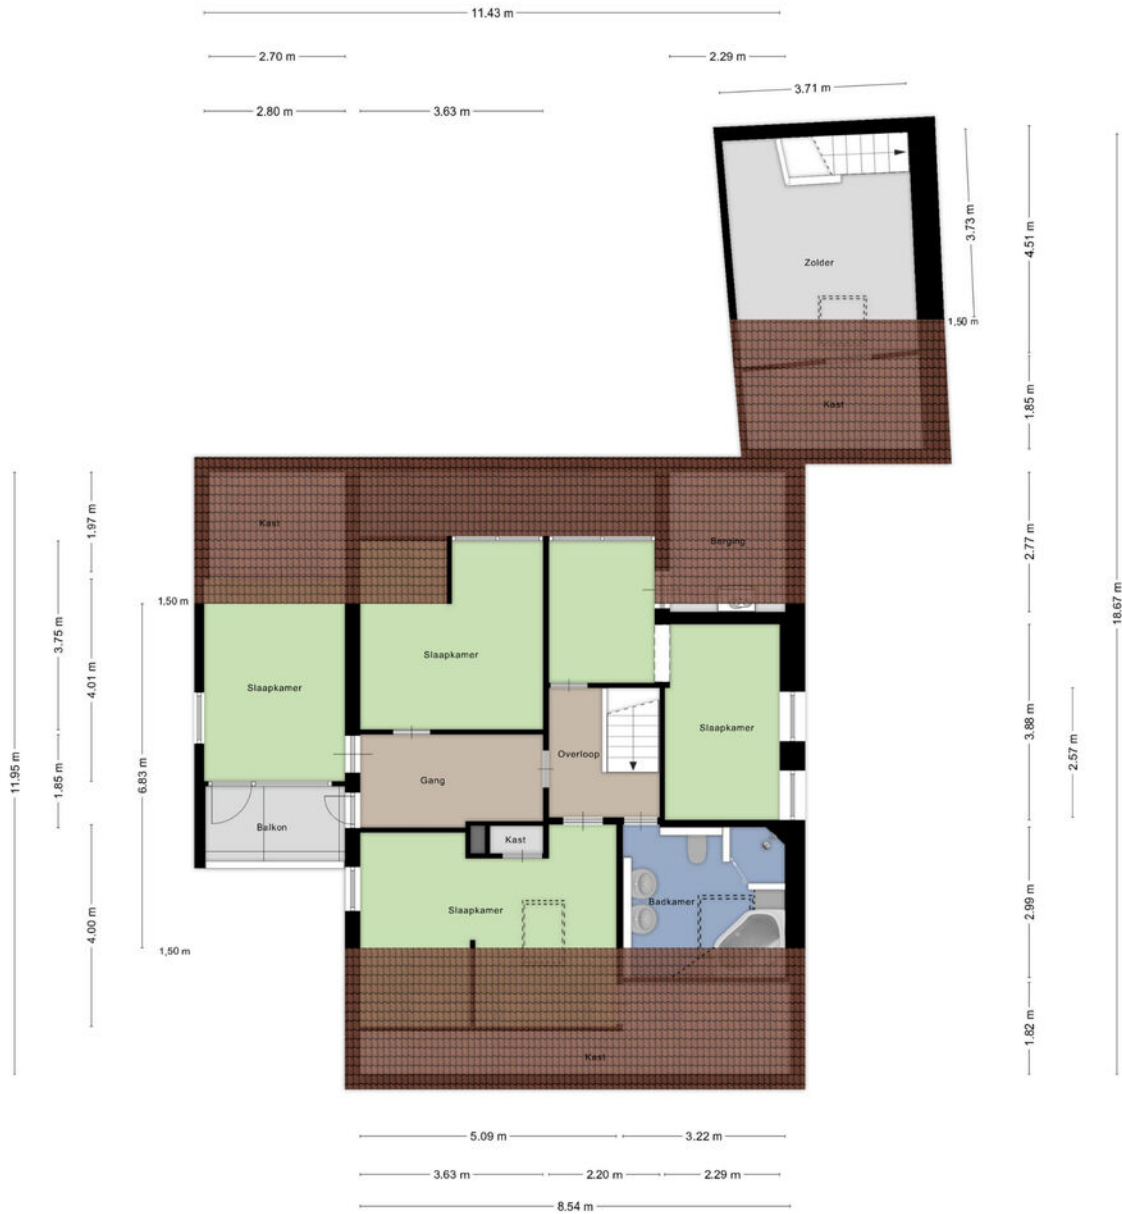 11.43 m
2.70 m
2.29 m
3.71 m
2.80 m
3.63 m
3.73 m
4.51 m
Zolder
1,50 m
1.85 m
Kast
18.67 m
1.97 m
Kast
Berging
2.77 m
1,50 m
3.75 m
4.01 m
Slaapkamer
Slaapkamer
Slaapkamer
3.88 m
2.57 m
11.95 m
1.85 m
6.83 m
Gang
Overloop
Balkon
Kast
4.00 m
Slaapkamer
Badkamer
2.99 m
1,50 m
1.82 m
Kast
5.09 m
3.22 m
3.63 m
2.20 m
2.29 m
8.54 m